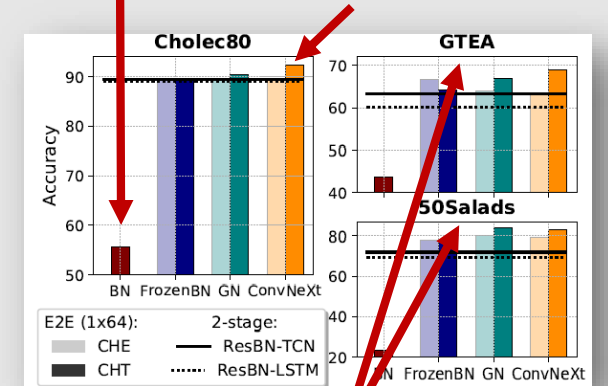 Cholec80
Accuracy
90
80
70
60
50
BN FrozenBN GN ConvNeXt
GTEA
70
60
50
40
50Salads
80
60
40
20
FrozenBN GN ConvNeXt
E2E (1x64): 2-stage:
CHE ResBN-TCN
CHT ResBN-LSTM